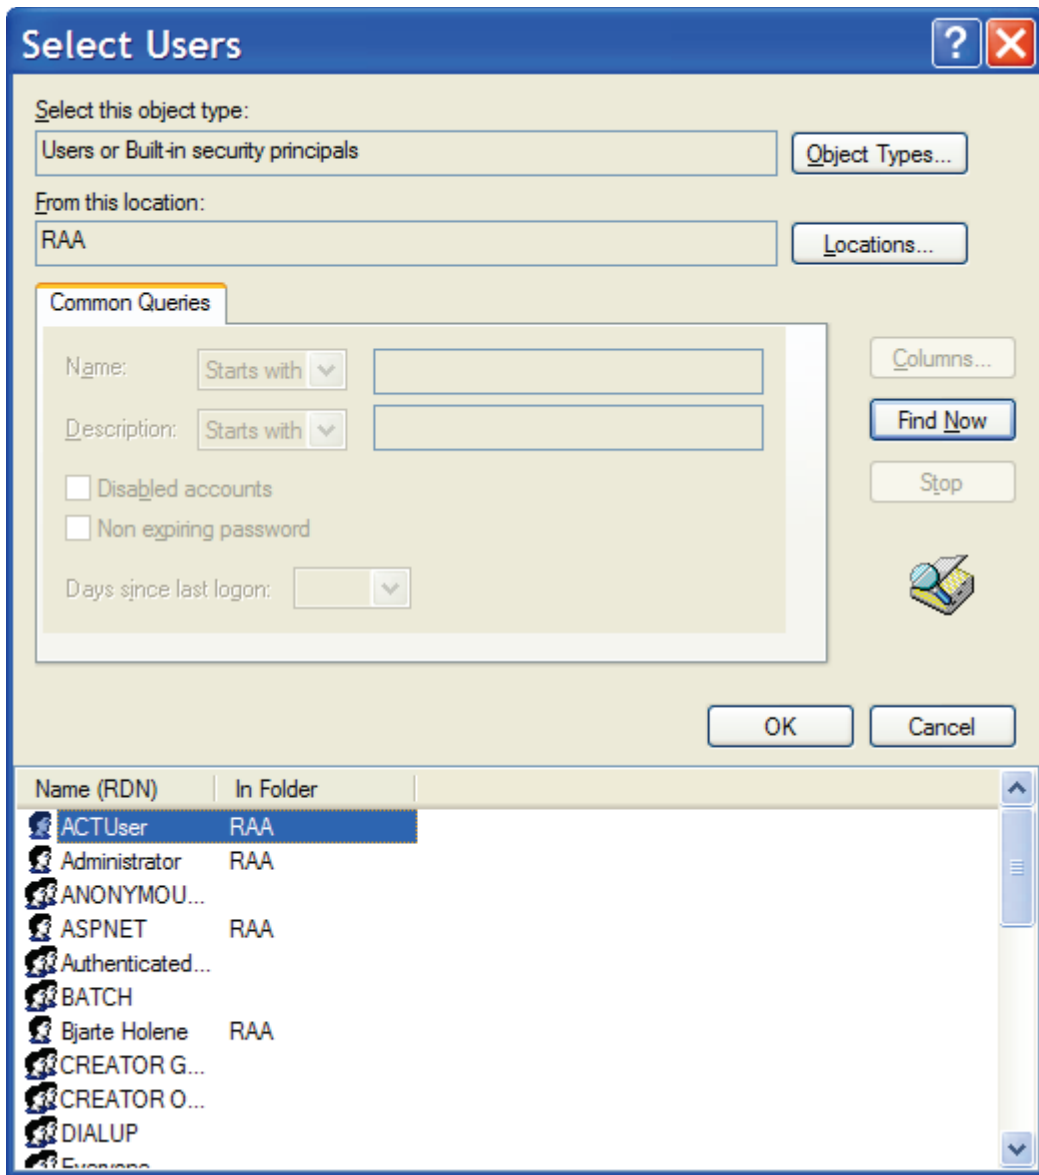 Select Users
Select this object type:
Users or Built-in security principals
Object Types...
From this location:
RAA
Locations...
Common Queries
Name: Starts with
Columns...
Description: Starts with
Find Now
Disabled accounts
Stop
Non expiring password
Days since last logon:
OK Cancel
Name (RDN) In Folder
ACTUser RAA
Administrator RAA
ANONYMOU...
ASPNET RAA
Authenticated...
BATCH
Bjarte Holene RAA
CREATOR G...
CREATOR O...
DIALUP